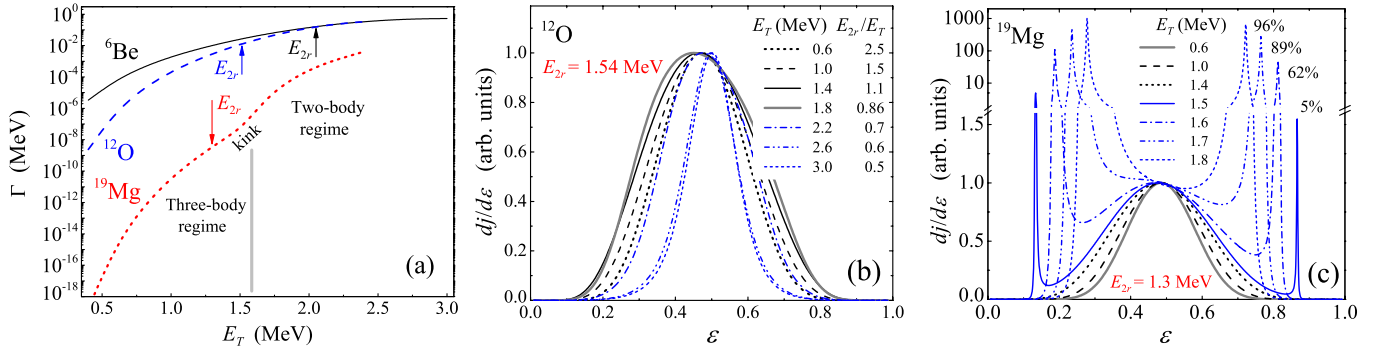 10²
10⁰
10⁻²
10⁻⁴
10⁻⁶
10⁻⁸
10⁻¹⁰
10⁻¹²
10⁻¹⁴
10⁻¹⁶
10⁻¹⁸
Γ (MeV)
⁶Be
E₂ᵣ
E₂ᵣ
E₂ᵣ
¹²O
¹⁹Mg
kink
Two-body
regime
Three-body
regime
(a)
0.5 1.0 1.5 2.0 2.5 3.0
E_T (MeV)
¹²O
E₂ᵣ = 1.54 MeV
E_T (MeV) E₂ᵣ/E_T
0.6 2.5
1.0 1.5
1.4 1.1
1.8 0.86
2.2 0.7
2.6 0.6
3.0 0.5
(b)
dj/dε (arb. units)
1.0
0.8
0.6
0.4
0.2
0.0
0.0 0.2 0.4 0.6 0.8 1.0
ε
¹⁹Mg
E_T (MeV)
0.6
1.0
1.4
1.5
1.6
1.7
1.8
96%
89%
62%
5%
E₂ᵣ = 1.3 MeV
(c)
dj/dε (arb. units)
1000
100
10
1.5
1.0
0.5
0.0
0.0 0.2 0.4 0.6 0.8 1.0
ε